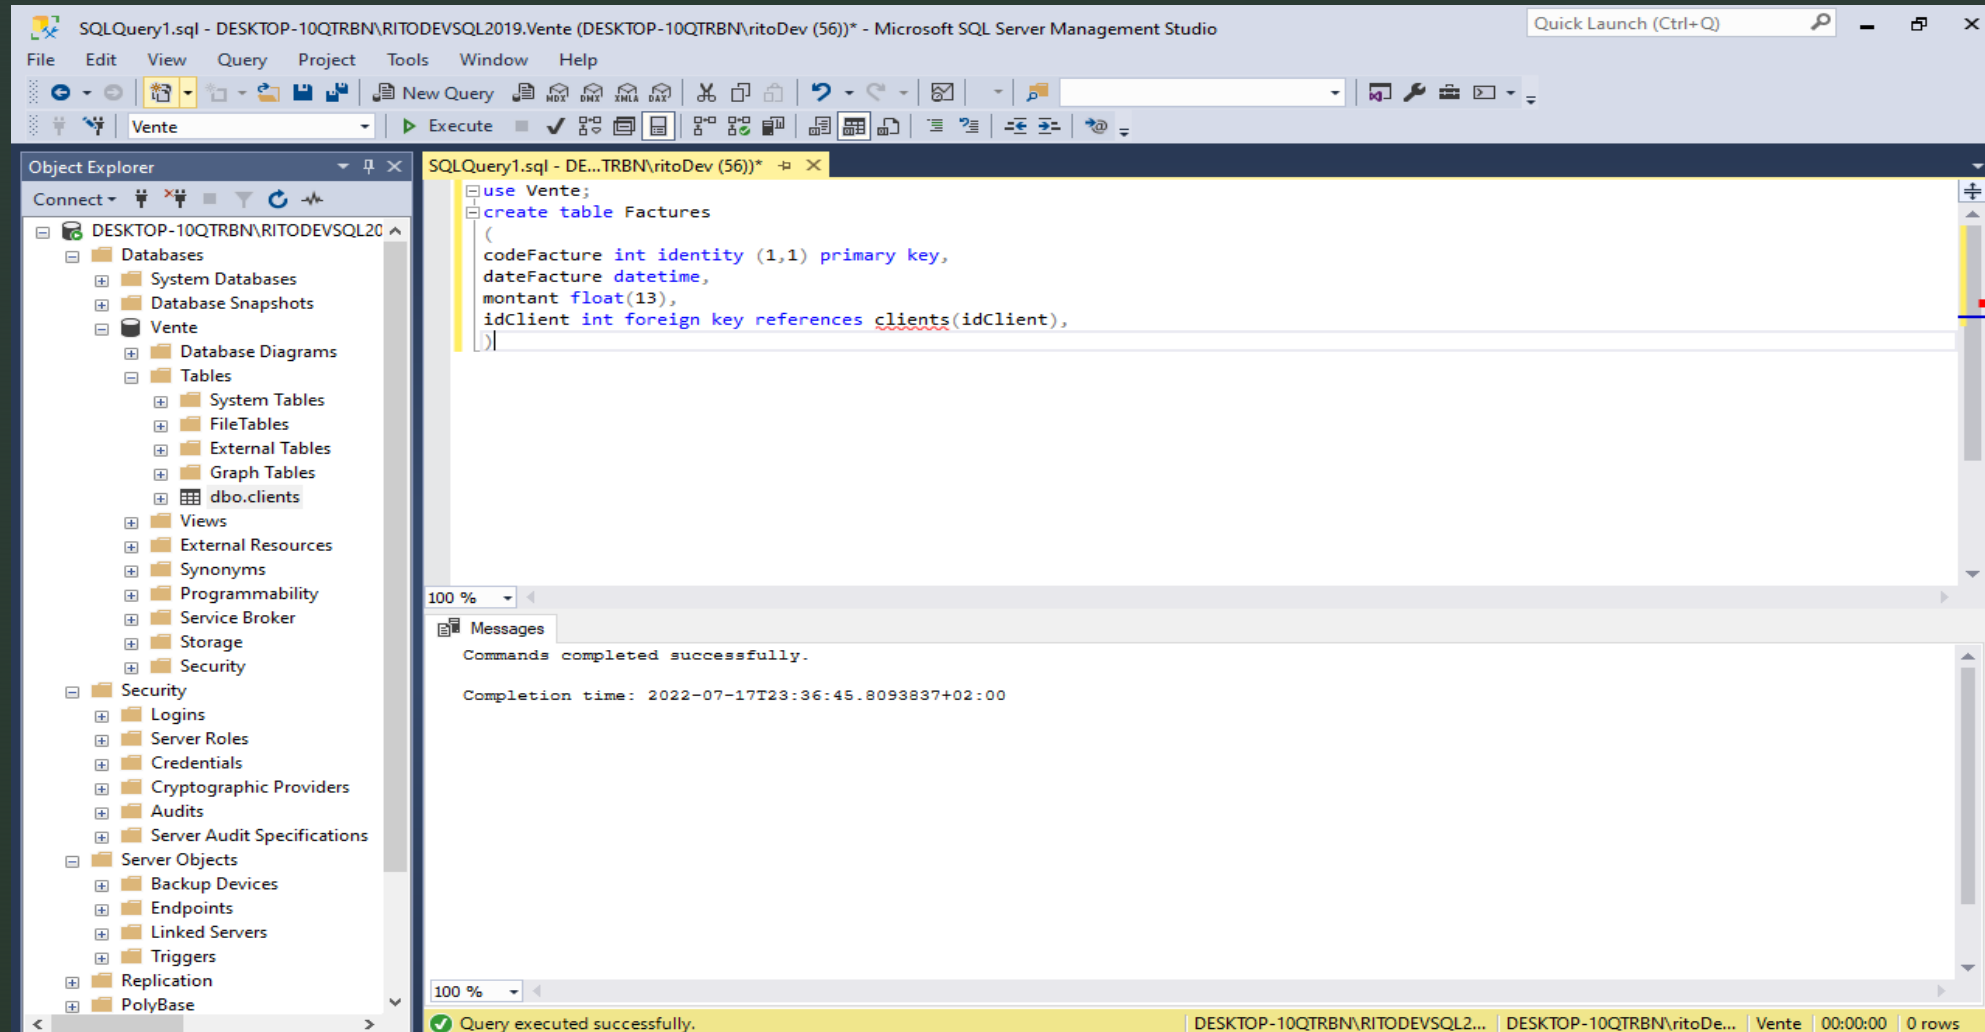 SQLQuery1.sql - DESKTOP-10QTRBN\RITODEVSQL2019.Vente (DESKTOP-10QTRBN\ritoDev (56))* - Microsoft SQL Server Management Studio
Quick Launch (Ctrl+Q)
File Edit View Query Project Tools Window Help
New Query MDX DMX XMLA DAX
Vente Execute
Object Explorer
Connect
DESKTOP-10QTRBN\RITODEVSQL20
Databases
System Databases
Database Snapshots
Vente
Database Diagrams
Tables
System Tables
FileTables
External Tables
Graph Tables
dbo.clients
Views
External Resources
Synonyms
Programmability
Service Broker
Storage
Security
Security
Logins
Server Roles
Credentials
Cryptographic Providers
Audits
Server Audit Specifications
Server Objects
Backup Devices
Endpoints
Linked Servers
Triggers
Replication
PolyBase
SQLQuery1.sql - DE...TRBN\ritoDev (56))*
use Vente;
create table Factures
(
codeFacture int identity (1,1) primary key,
dateFacture datetime,
montant float(13),
idClient int foreign key references clients(idClient),
)
100 %
Messages
Commands completed successfully.
Completion time: 2022-07-17T23:36:45.8093837+02:00
100 %
Query executed successfully.
DESKTOP-10QTRBN\RITODEVSQL2... DESKTOP-10QTRBN\ritoDe... Vente 00:00:00 0 rows